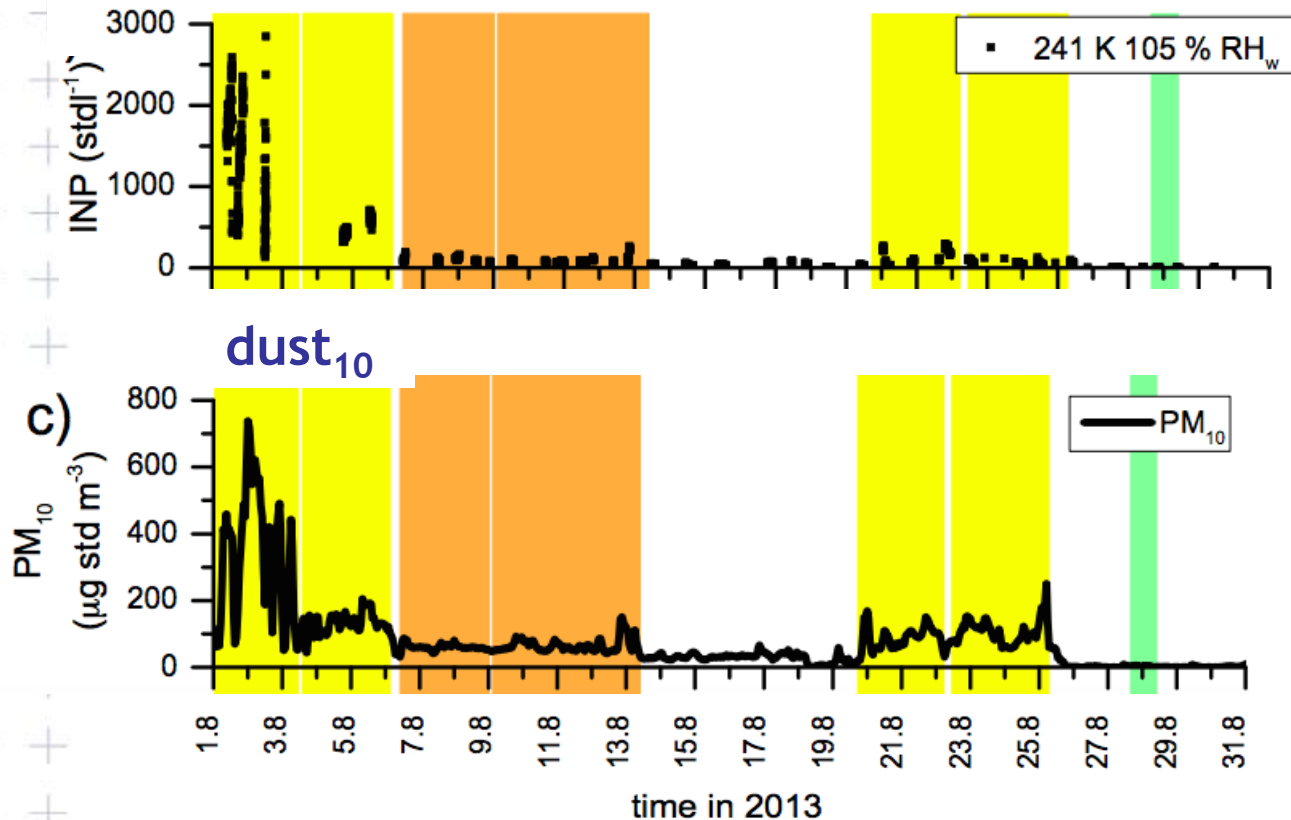 3000
241 K 105 % RHw
2000
1000
0
INP (stdl⁻¹)
dust₁₀
c)
800
600
400
200
0
PM₁₀
(μg std m⁻³)
PM₁₀
1.8 3.8 5.8 7.8 9.8 11.8 13.8 15.8 17.8 19.8 21.8 23.8 25.8 27.8 29.8 31.8
time in 2013